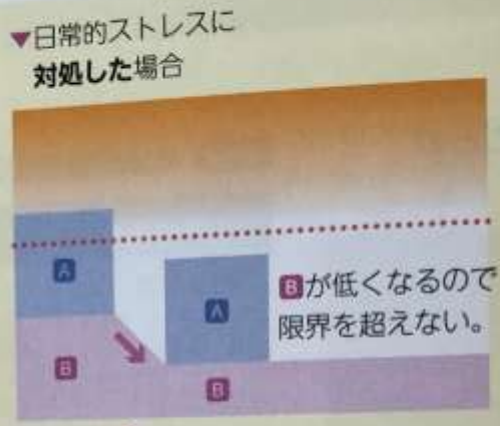 ▼日常的ストレスに
対処した場合
A
A
Bが低くなるので
限界を超えない。
B
B